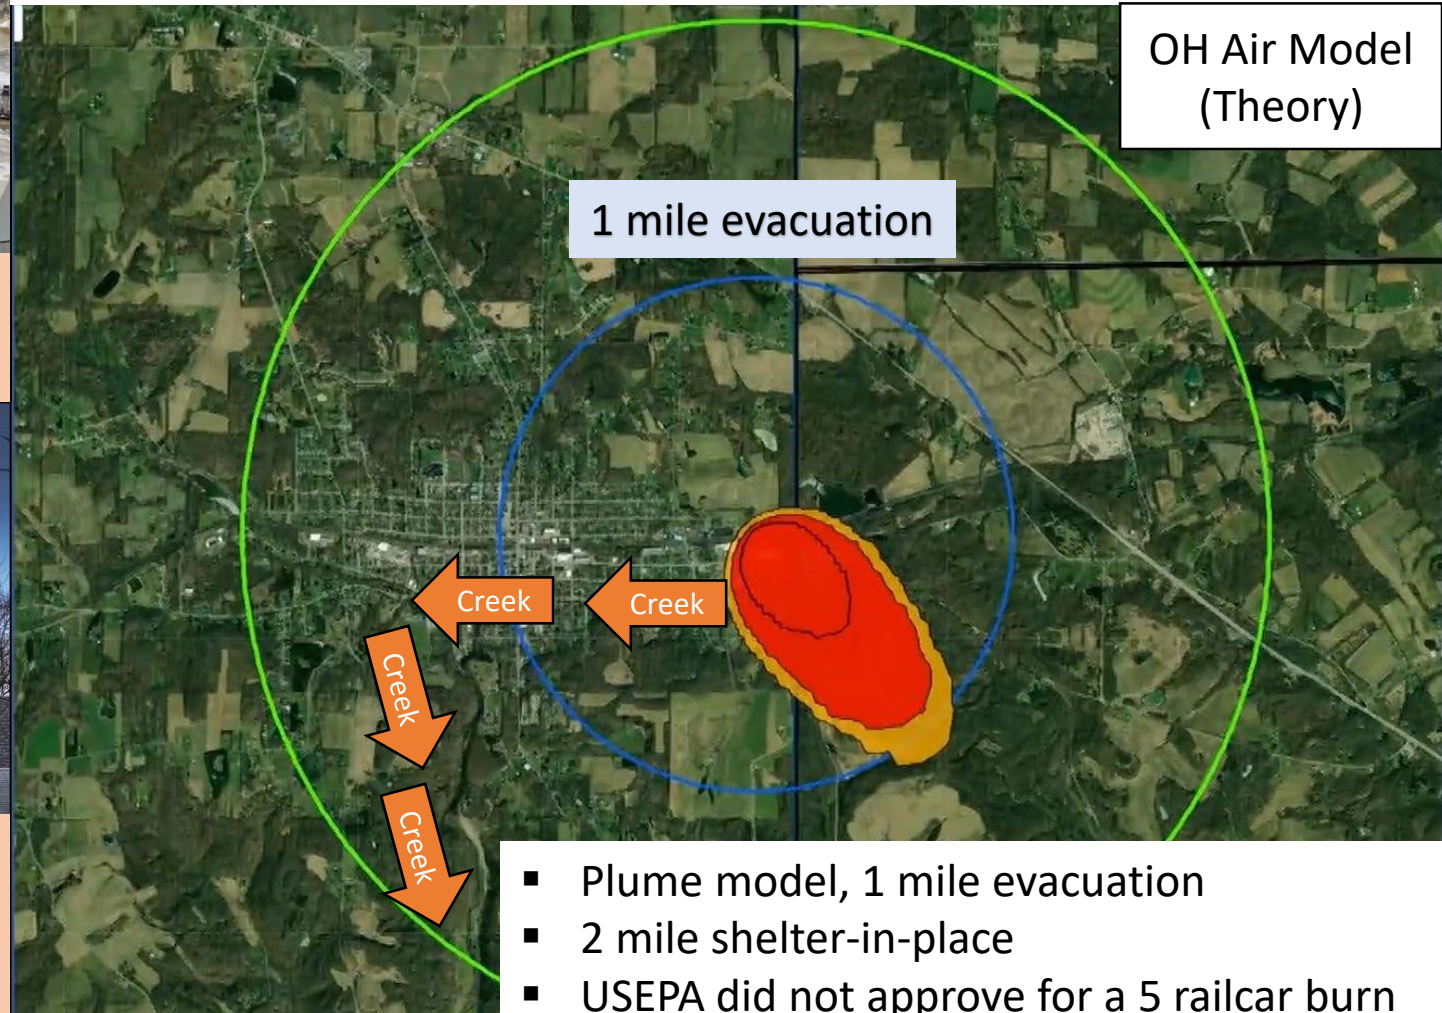 OH Air Model
(Theory)
1 mile evacuation
Creek
Creek
Creek
Creek
▪ Plume model, 1 mile evacuation
▪ 2 mile shelter-in-place
▪ USEPA did not approve for a 5 railcar burn